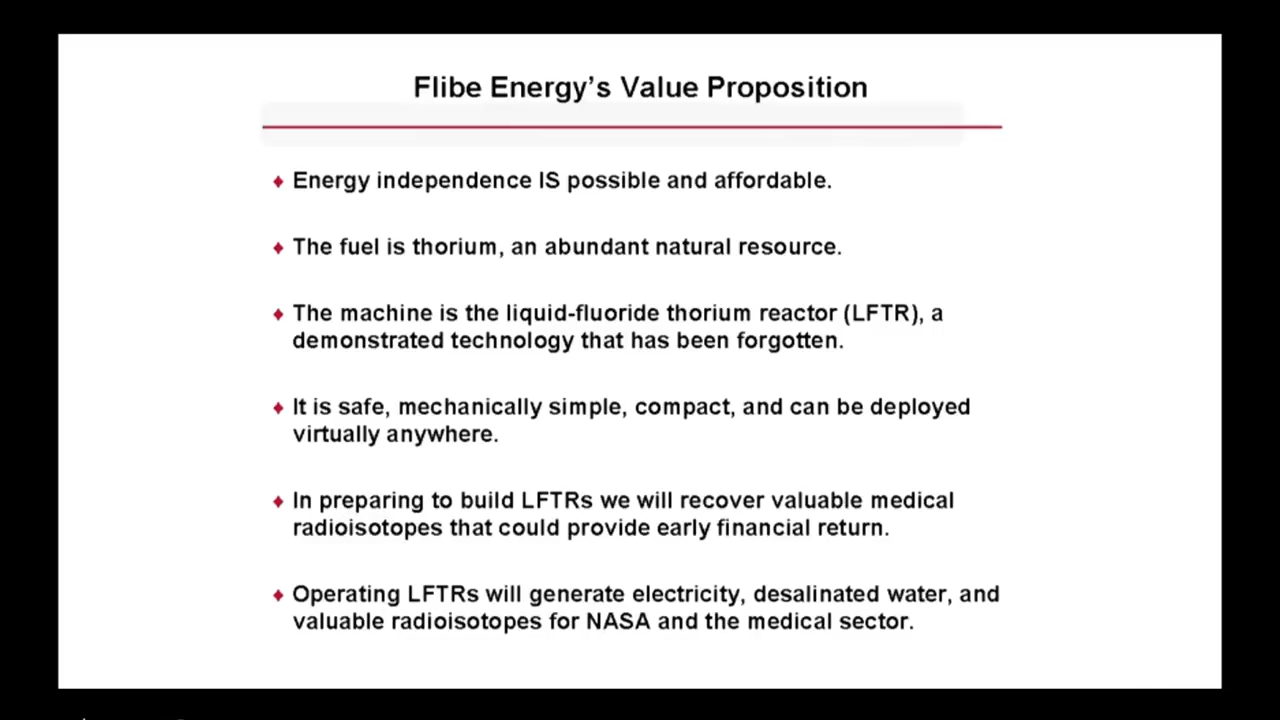 Flibe Energy's Value Proposition
♦ Energy independence IS possible and affordable.
♦ The fuel is thorium, an abundant natural resource.
♦ The machine is the liquid-fluoride thorium reactor (LFTR), a
demonstrated technology that has been forgotten.
♦ It is safe, mechanically simple, compact, and can be deployed
virtually anywhere.
♦ In preparing to build LFTRs we will recover valuable medical
radioisotopes that could provide early financial return.
♦ Operating LFTRs will generate electricity, desalinated water, and
valuable radioisotopes for NASA and the medical sector.